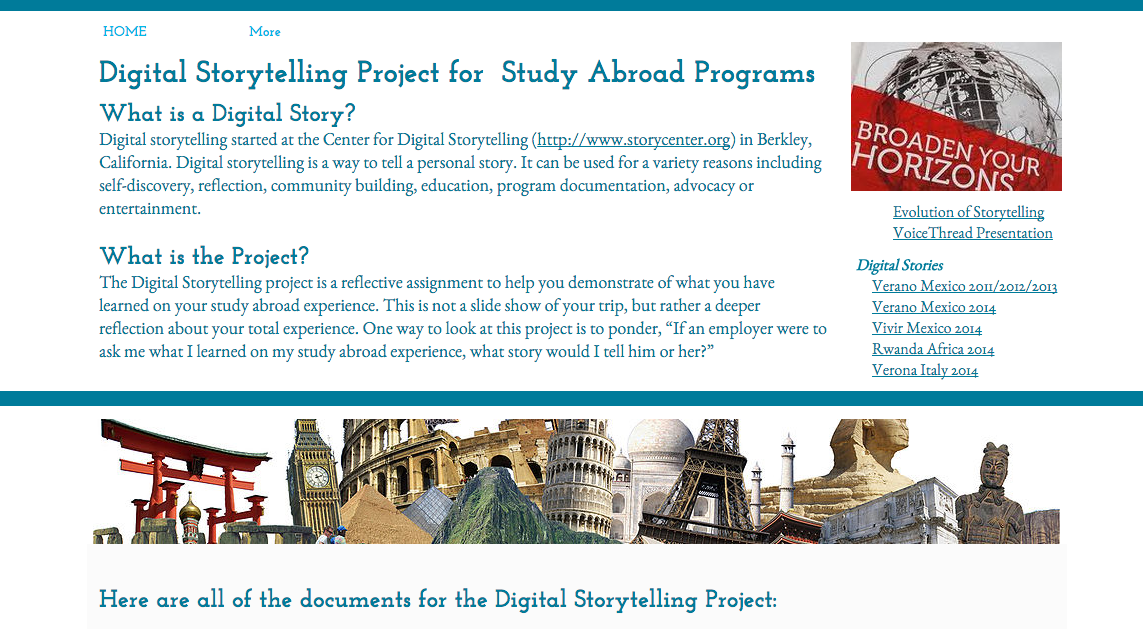 HOME
More
Digital Storytelling Project for Study Abroad Programs
What is a Digital Story?
Digital storytelling started at the Center for Digital Storytelling (http://www.storycenter.org) in Berkley,
California. Digital storytelling is a way to tell a personal story. It can be used for a variety reasons including
self-discovery, reflection, community building, education, program documentation, advocacy or
entertainment.
What is the Project?
The Digital Storytelling project is a reflective assignment to help you demonstrate of what you have
learned on your study abroad experience. This is not a slide show of your trip, but rather a deeper
reflection about your total experience. One way to look at this project is to ponder, “If an employer were to
ask me what I learned on my study abroad experience, what story would I tell him or her?”
BROADEN YOUR
HORIZONS
Evolution of Storytelling
VoiceThread Presentation
Digital Stories
Verano Mexico 2011/2012/2013
Verano Mexico 2014
Vivir Mexico 2014
Rwanda Africa 2014
Verona Italy 2014
Here are all of the documents for the Digital Storytelling Project: